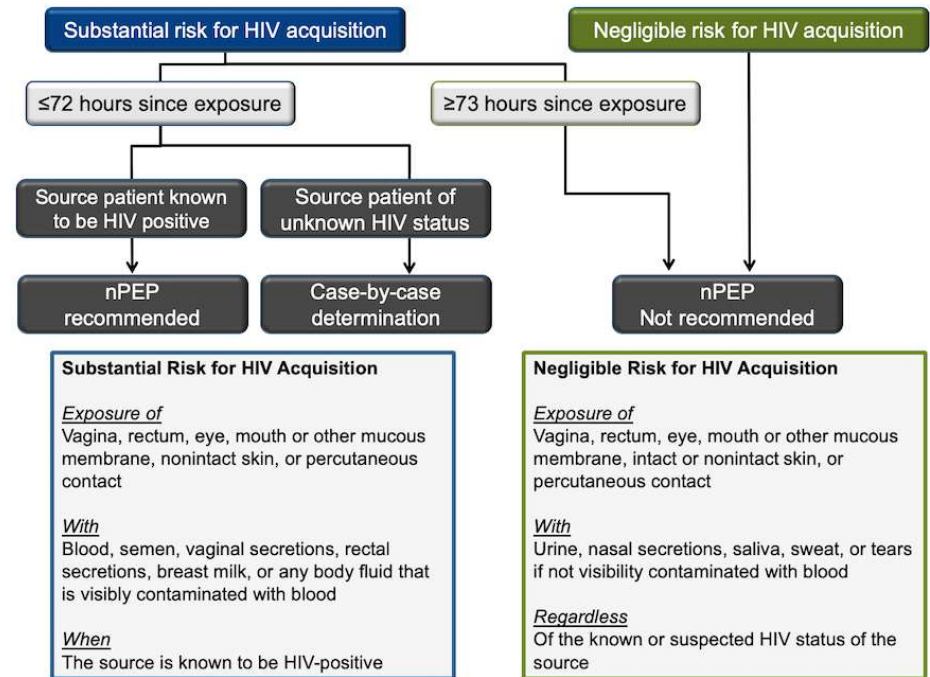 Substantial risk for HIV acquisition
Negligible risk for HIV acquisition
≤72 hours since exposure
≥73 hours since exposure
Source patient known
to be HIV positive
Source patient of
unknown HIV status
nPEP
recommended
Case-by-case
determination
nPEP
Not recommended
Substantial Risk for HIV Acquisition
Exposure of
Vagina, rectum, eye, mouth or other mucous
membrane, nonintact skin, or percutaneous
contact
With
Blood, semen, vaginal secretions, rectal
secretions, breast milk, or any body fluid that
is visibly contaminated with blood
When
The source is known to be HIV-positive
Negligible Risk for HIV Acquisition
Exposure of
Vagina, rectum, eye, mouth or other mucous
membrane, intact or nonintact skin, or
percutaneous contact
With
Urine, nasal secretions, saliva, sweat, or tears
if not visibility contaminated with blood
Regardless
Of the known or suspected HIV status of the
source